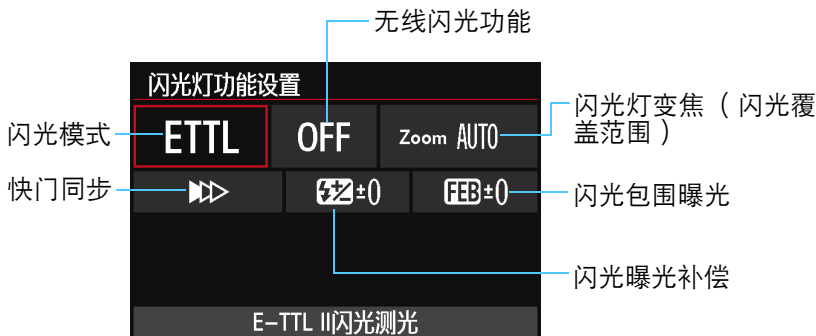 无线闪光功能
闪光灯功能设置
闪光模式
ETTL
OFF
Zoom AUTO
闪光灯变焦（闪光覆
盖范围）
快门同步
±0
FEB±0
闪光包围曝光
闪光曝光补偿
E-TTL II闪光测光